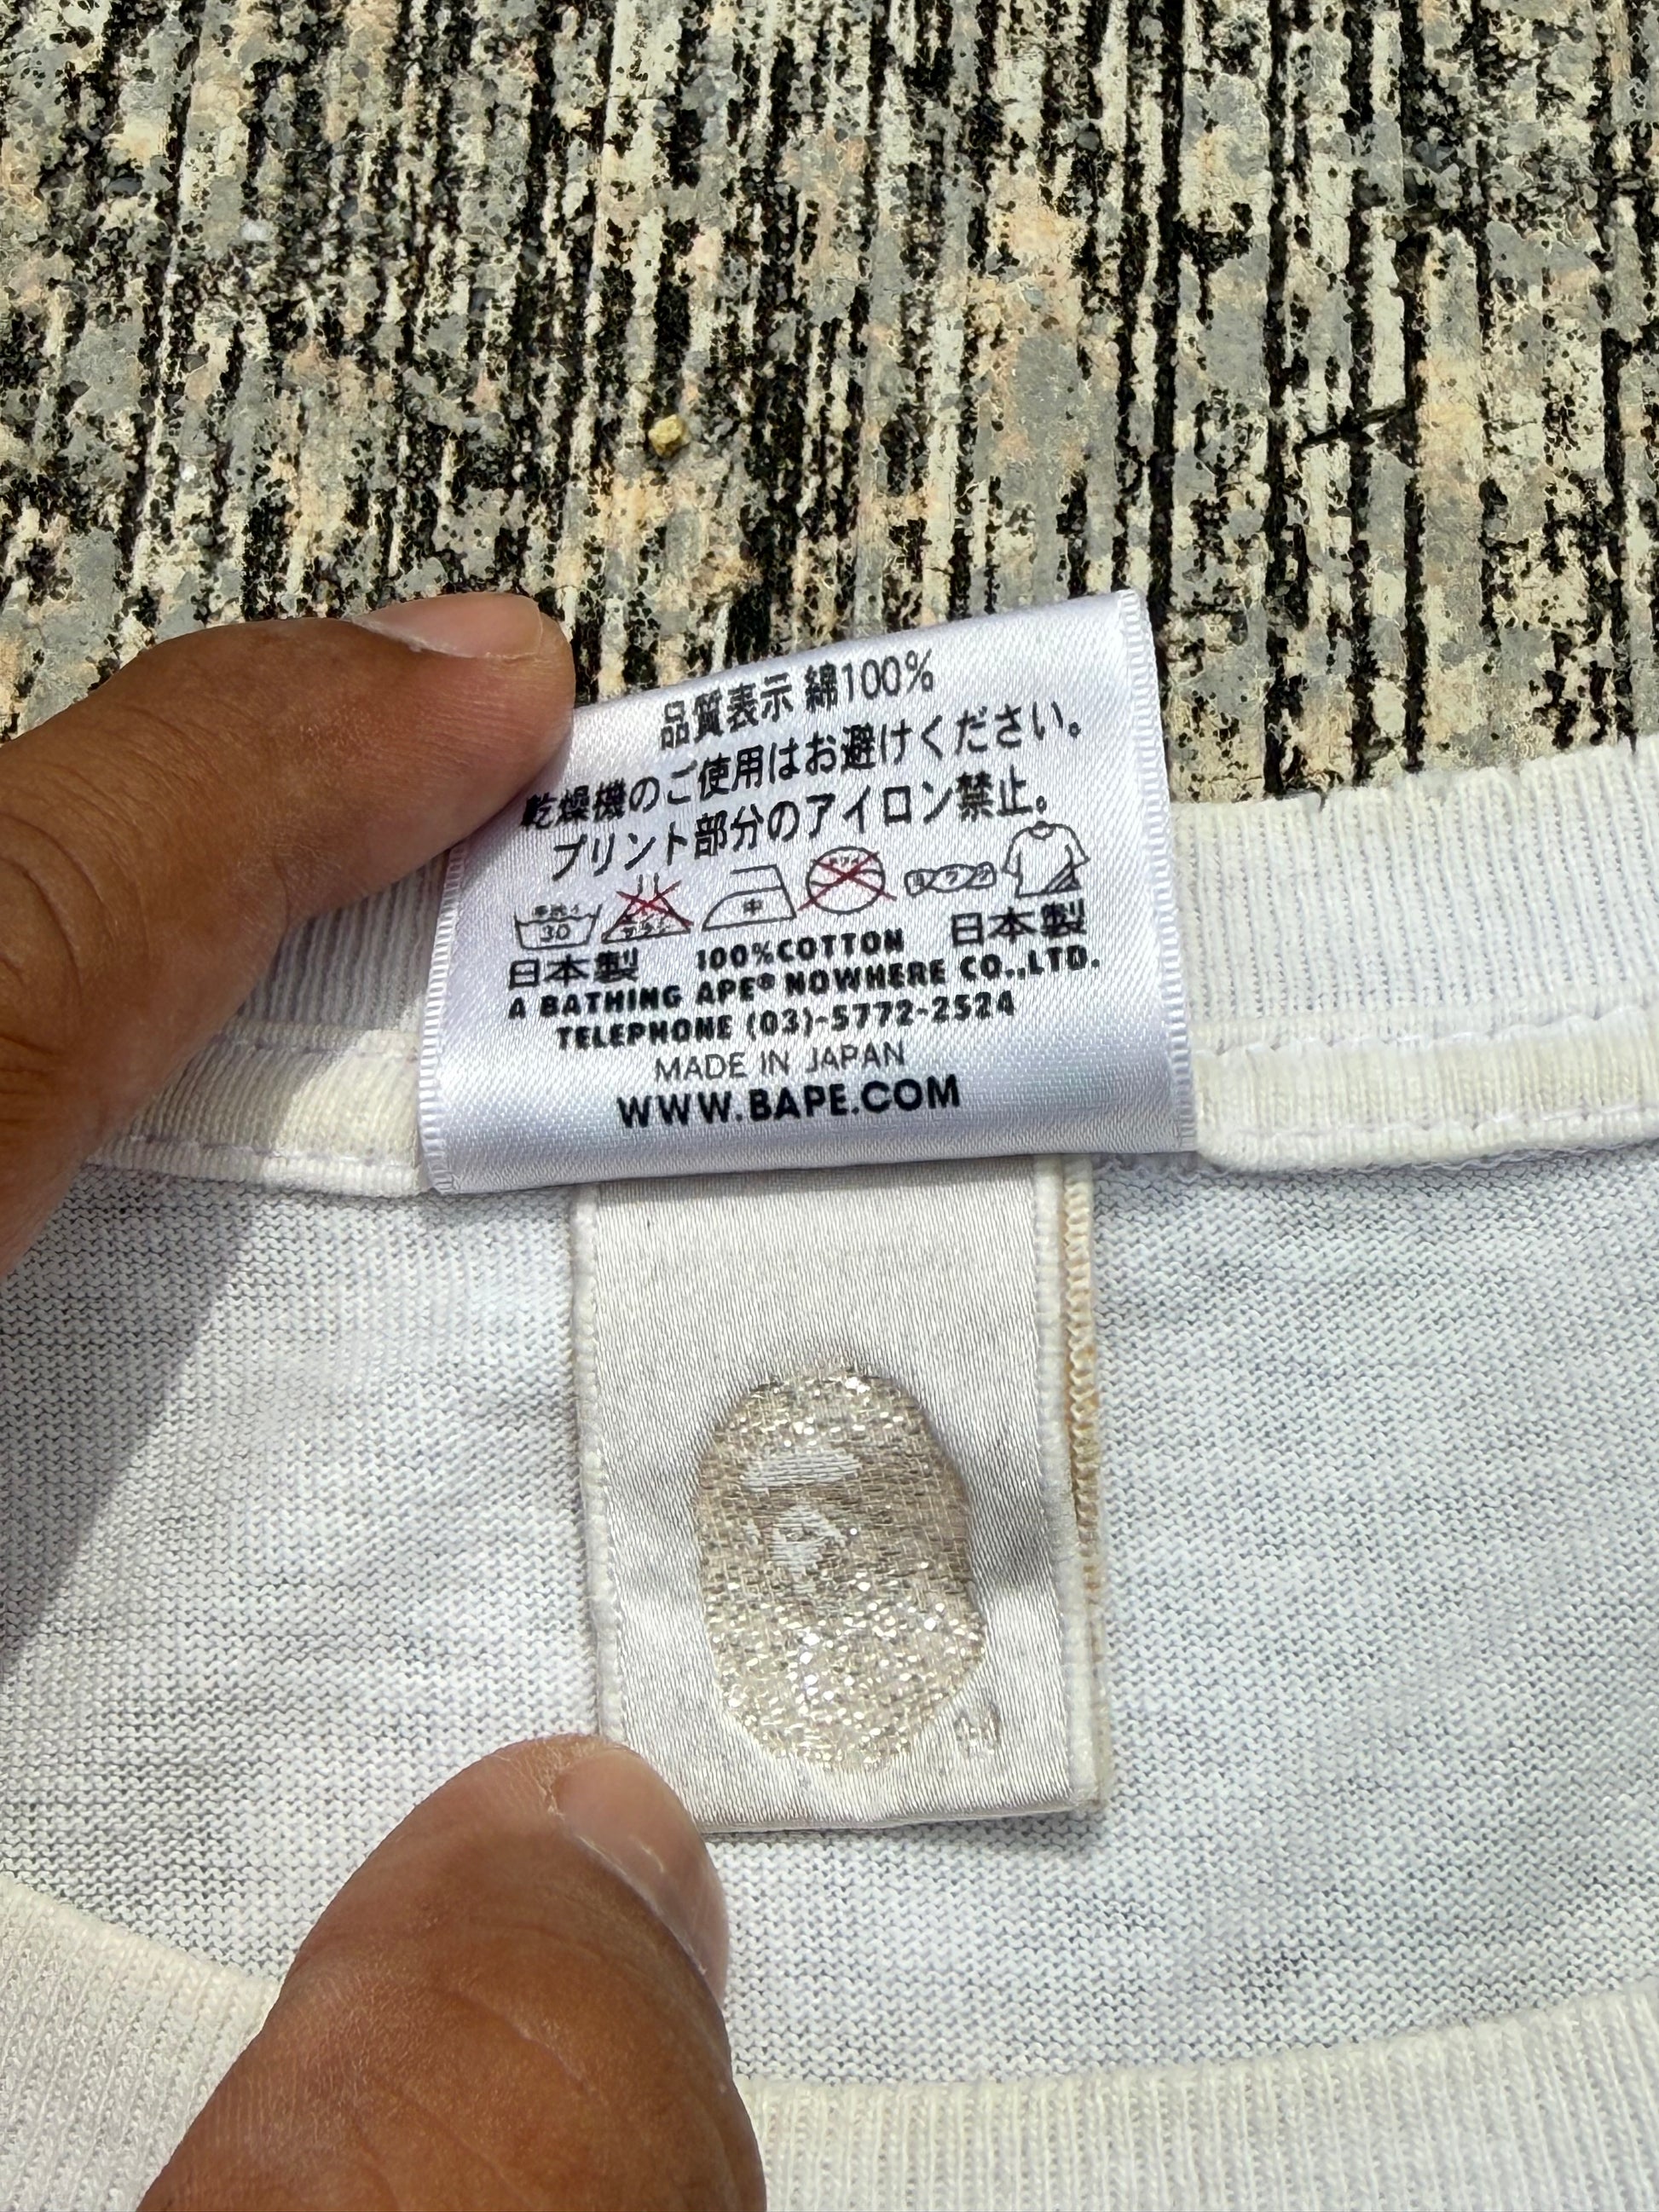 品質表示 綿100%
乾燥機のご使用はお避けください。
プリント部分のアイロン禁止。
30 中
日本製 100%COTTON 日本製
A BATHING APE® NOWHERE CO.,LTD.
TELEPHONE (03)-5772-2524
MADE IN JAPAN
WWW.BAPE.COM